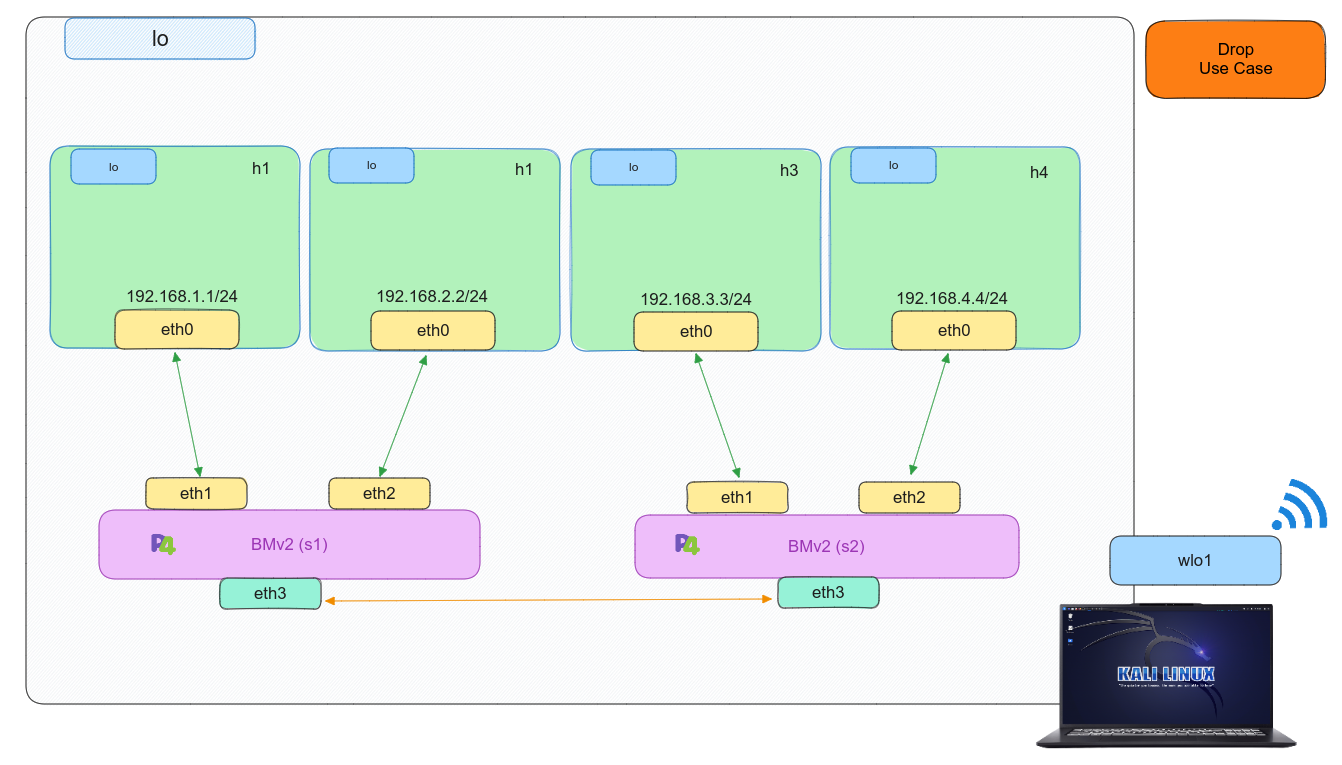 lo
Drop
Use Case
lo
h1
lo
h1
lo
h3
lo
h4
192.168.1.1/24
192.168.2.2/24
192.168.3.3/24
192.168.4.4/24
eth0
eth0
eth0
eth0
eth1
eth2
eth1
eth2
P4
BMv2 (s1)
P4
BMv2 (s2)
eth3
eth3
wlo1
KALI LINUX